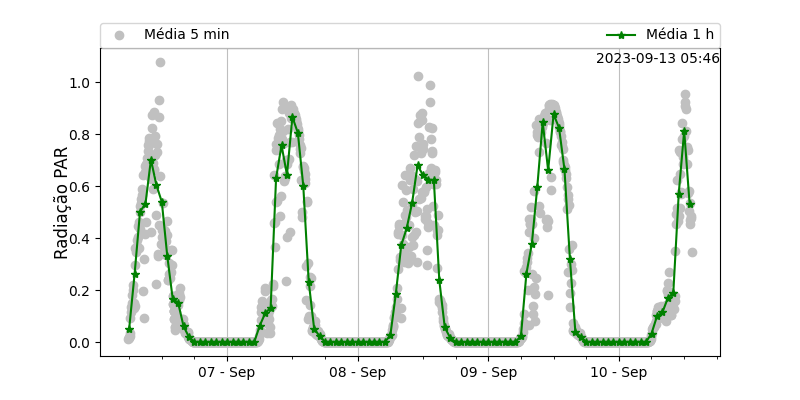 Média 5 min
Média 1 h
2023-09-13 05:46
Radiação PAR
1.0
0.8
0.6
0.4
0.2
0.0
07 - Sep
08 - Sep
09 - Sep
10 - Sep